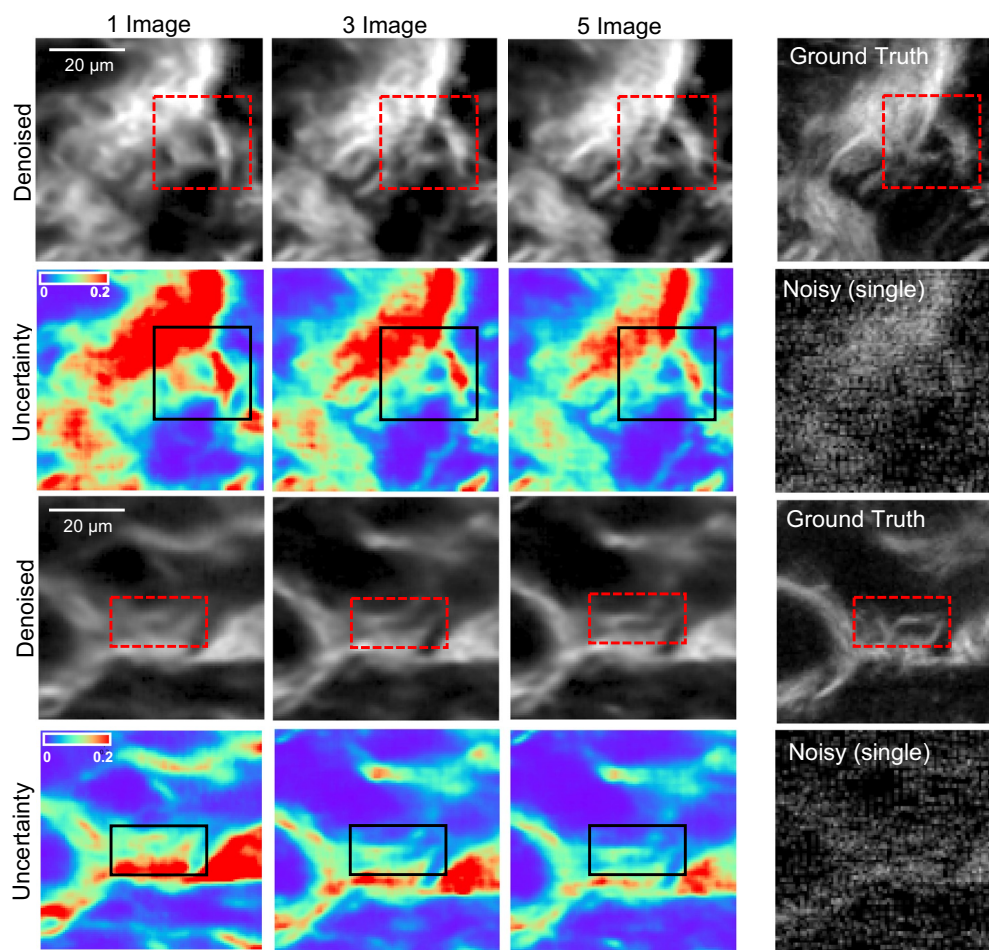 1 Image
3 Image
5 Image
Denoised
20 µm
Ground Truth
Uncertainty
0
0.2
Noisy (single)
Denoised
20 µm
Ground Truth
Uncertainty
0
0.2
Noisy (single)